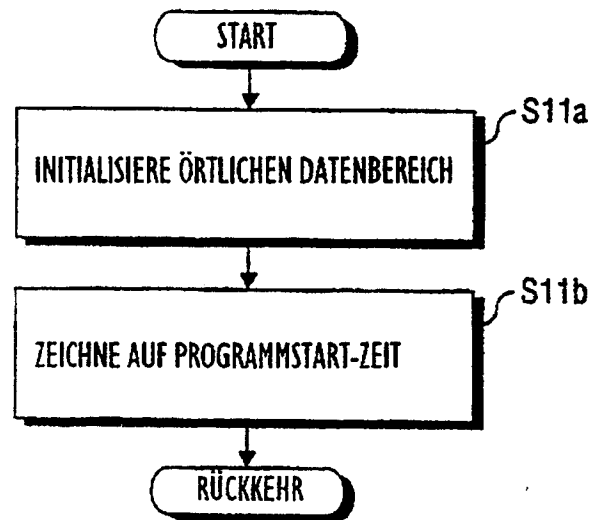 START
S11a
INITIALISIERE ÖRTLICHEN DATENBEREICH
S11b
ZEICHNE AUF PROGRAMMSTART-ZEIT
RÜCKKEHR